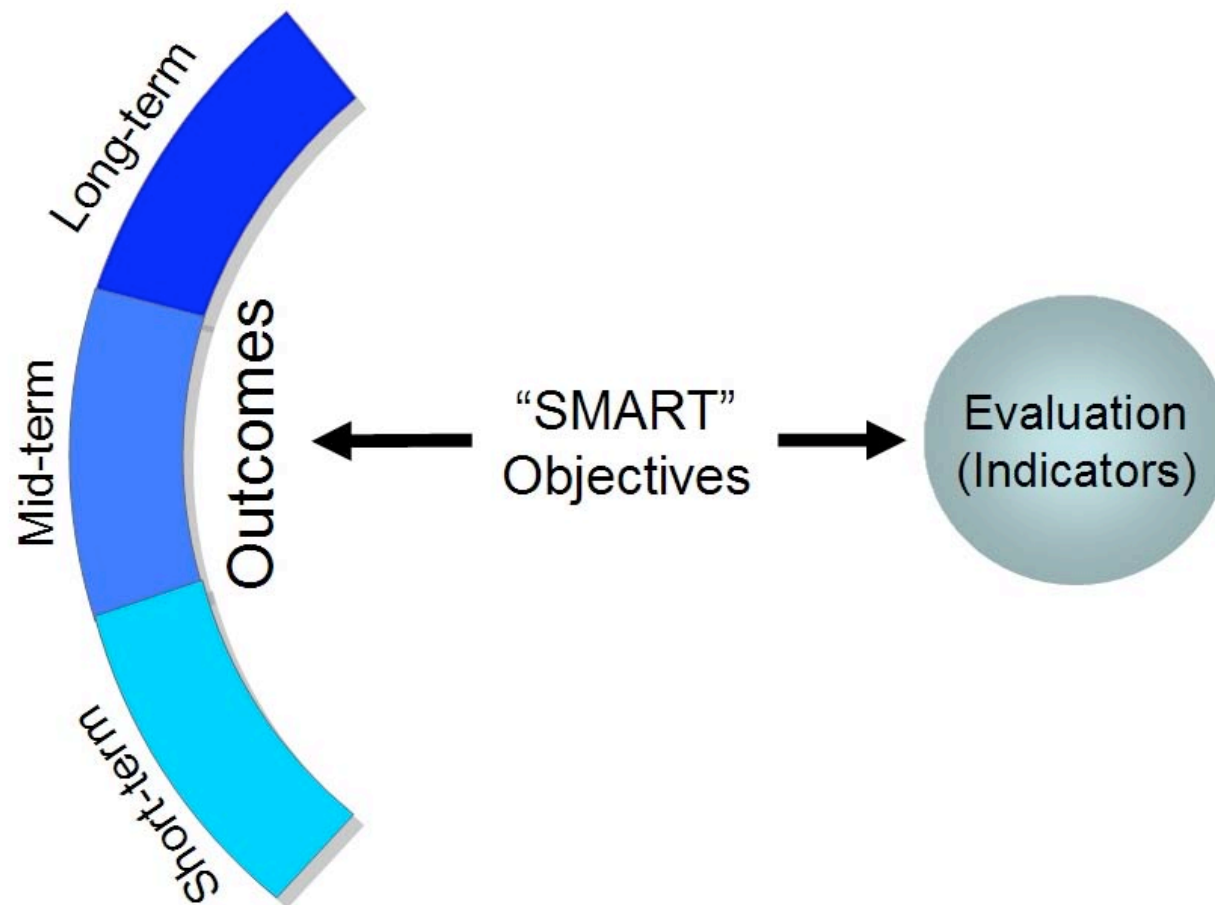 Long-term
Mid-term
Short-term
Outcomes
“SMART”
Objectives
Evaluation
(Indicators)